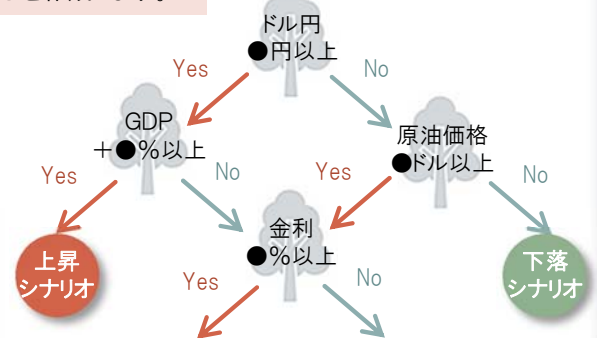 ドル円
●円以上
Yes
No
GDP
＋●%以上
原油価格
●ドル以上
Yes
No
Yes
No
金利
●%以上
上昇
シナリオ
下落
シナリオ
Yes
No